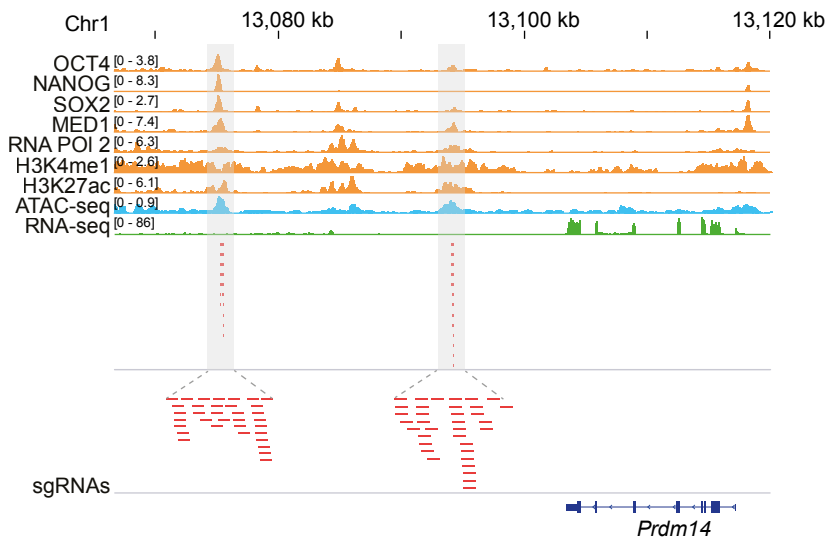 Chr1 13,080 kb 13,100 kb 13,120 kb
OCT4 [0 - 3.8]
NANOG [0 - 8.3]
SOX2 [0 - 2.7]
MED1 [0 - 7.4]
RNA POl 2 [0 - 6.3]
H3K4me1 [0 - 2.6]
H3K27ac [0 - 6.1]
ATAC-seq [0 - 0.9]
RNA-seq [0 - 86]
sgRNAs
Prdm14